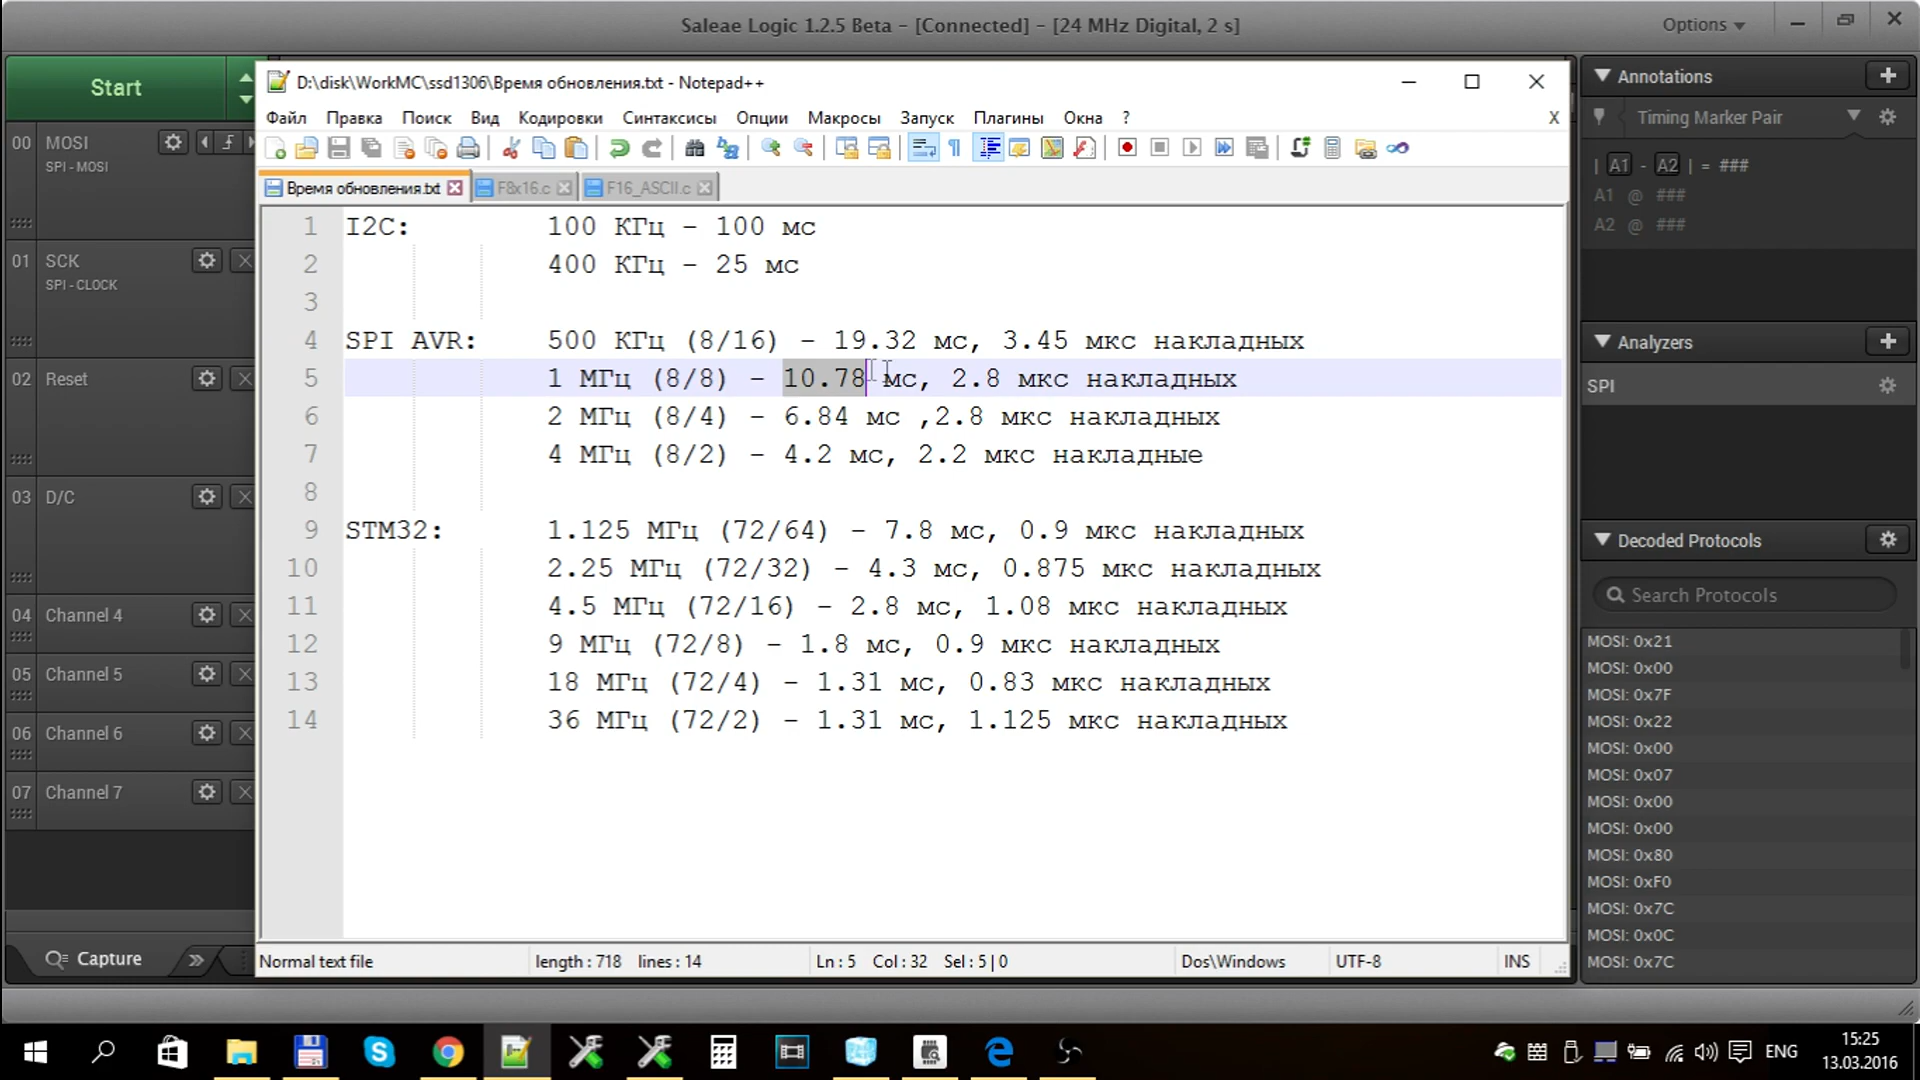 Saleae Logic 1.2.5 Beta - [Connected] - [24 MHz Digital, 2 s]
Options
Start
D:\disk\WorkMC\ssd1306\Время обновления.txt - Notepad++
Файл Правка Поиск Вид Кодировки Синтаксисы Опции Макросы Запуск Плагины Окна ? X
Время обновления.txt F8x16.c F16_ASCII.c
1 I2C: 100 КГц - 100 мс
2 400 КГц - 25 мс
3
4 SPI AVR: 500 КГц (8/16) - 19.32 мс, 3.45 мкс накладных
5 1 МГц (8/8) - 10.78 мс, 2.8 мкс накладных
6 2 МГц (8/4) - 6.84 мс ,2.8 мкс накладных
7 4 МГц (8/2) - 4.2 мс, 2.2 мкс накладные
8
9 STM32: 1.125 МГц (72/64) - 7.8 мс, 0.9 мкс накладных
10 2.25 МГц (72/32) - 4.3 мс, 0.875 мкс накладных
11 4.5 МГц (72/16) - 2.8 мс, 1.08 мкс накладных
12 9 МГц (72/8) - 1.8 мс, 0.9 мкс накладных
13 18 МГц (72/4) - 1.31 мс, 0.83 мкс накладных
14 36 МГц (72/2) - 1.31 мс, 1.125 мкс накладных
Normal text file length : 718 lines : 14 Ln : 5 Col : 32 Sel : 5 | 0 Dos\Windows UTF-8 INS
00 MOSI
SPI - MOSI
01 SCK
SPI - CLOCK
02 Reset
03 D/C
04 Channel 4
05 Channel 5
06 Channel 6
07 Channel 7
Capture
Annotations
Timing Marker Pair
| A1 - A2 | = ###
A1 @ ###
A2 @ ###
Analyzers
SPI
Decoded Protocols
Search Protocols
MOSI: 0x21
MOSI: 0x00
MOSI: 0x7F
MOSI: 0x22
MOSI: 0x00
MOSI: 0x07
MOSI: 0x00
MOSI: 0x00
MOSI: 0x80
MOSI: 0xF0
MOSI: 0x7C
MOSI: 0x0C
MOSI: 0x7C
ENG
15:25
13.03.2016